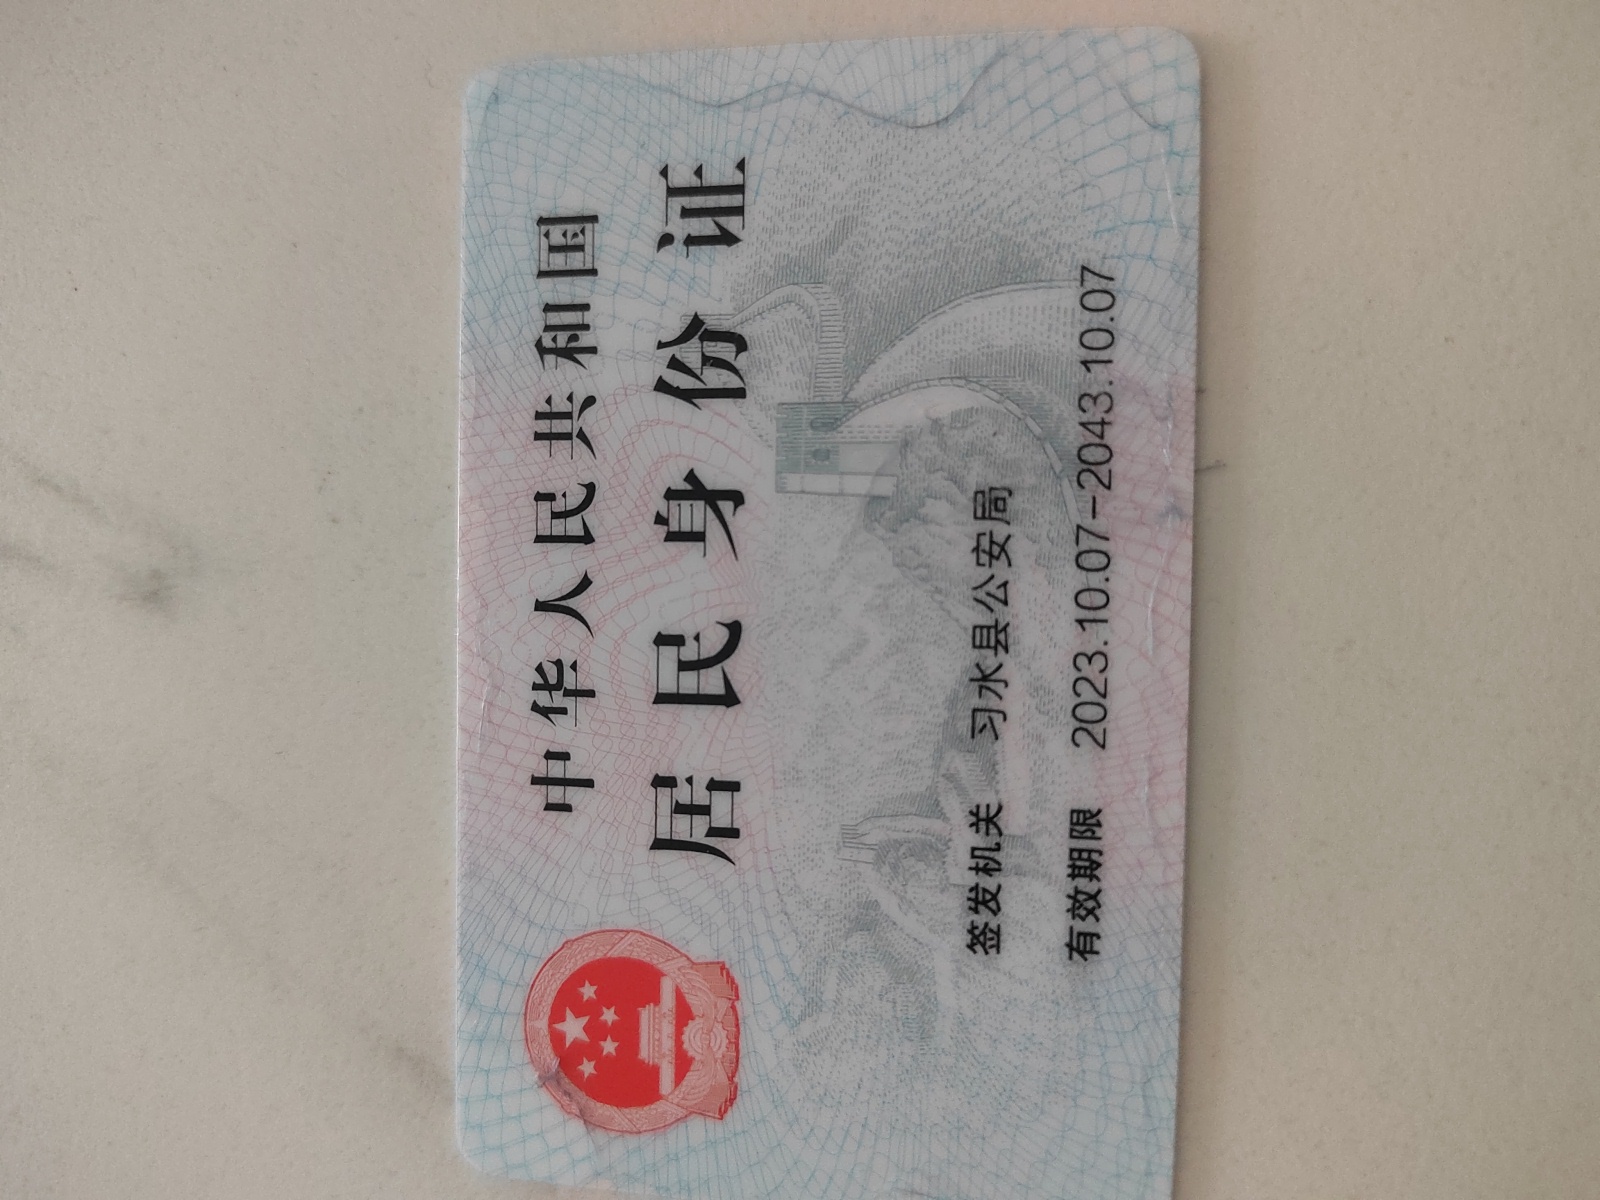 中华人民共和国
居民身份证
签发机关 习水县公安局
有效期限 2023.10.07-2043.10.07